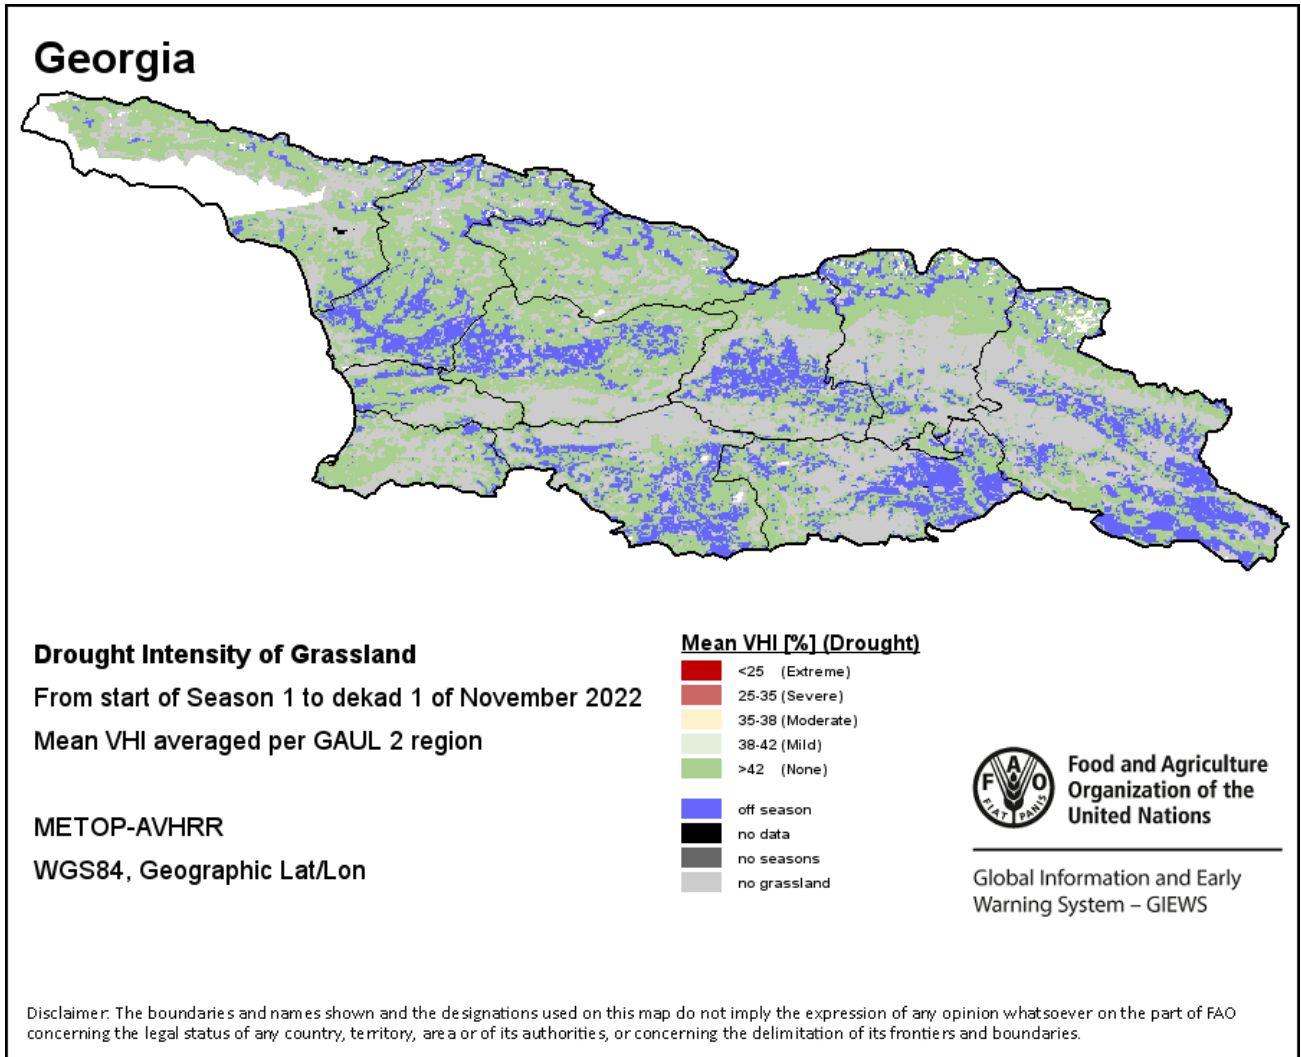 Georgia
Drought Intensity of Grassland
From start of Season 1 to dekad 1 of November 2022
Mean VHI averaged per GAUL 2 region
METOP-AVHRR
WGS84, Geographic Lat/Lon
Mean VHI [%] (Drought)
<25 (Extreme)
25-35 (Severe)
35-38 (Moderate)
38-42 (Mild)
>42 (None)
off season
no data
no seasons
no grassland
F A O
FIAT PANIS
Food and Agriculture
Organization of the
United Nations
Global Information and Early
Warning System – GIEWS
Disclaimer: The boundaries and names shown and the designations used on this map do not imply the expression of any opinion whatsoever on the part of FAO
concerning the legal status of any country, territory, area or of its authorities, or concerning the delimitation of its frontiers and boundaries.